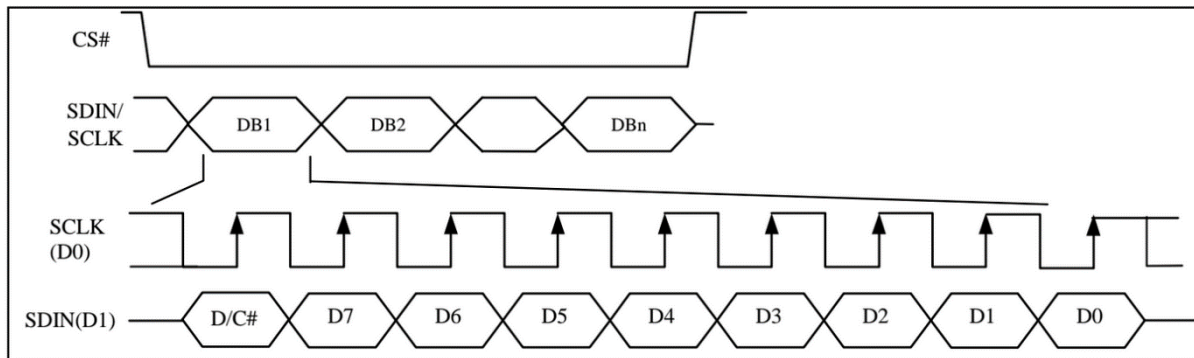 CS#
SDIN/
SCLK
DB1 DB2 DBn
SCLK
(D0)
SDIN(D1) D/C# D7 D6 D5 D4 D3 D2 D1 D0